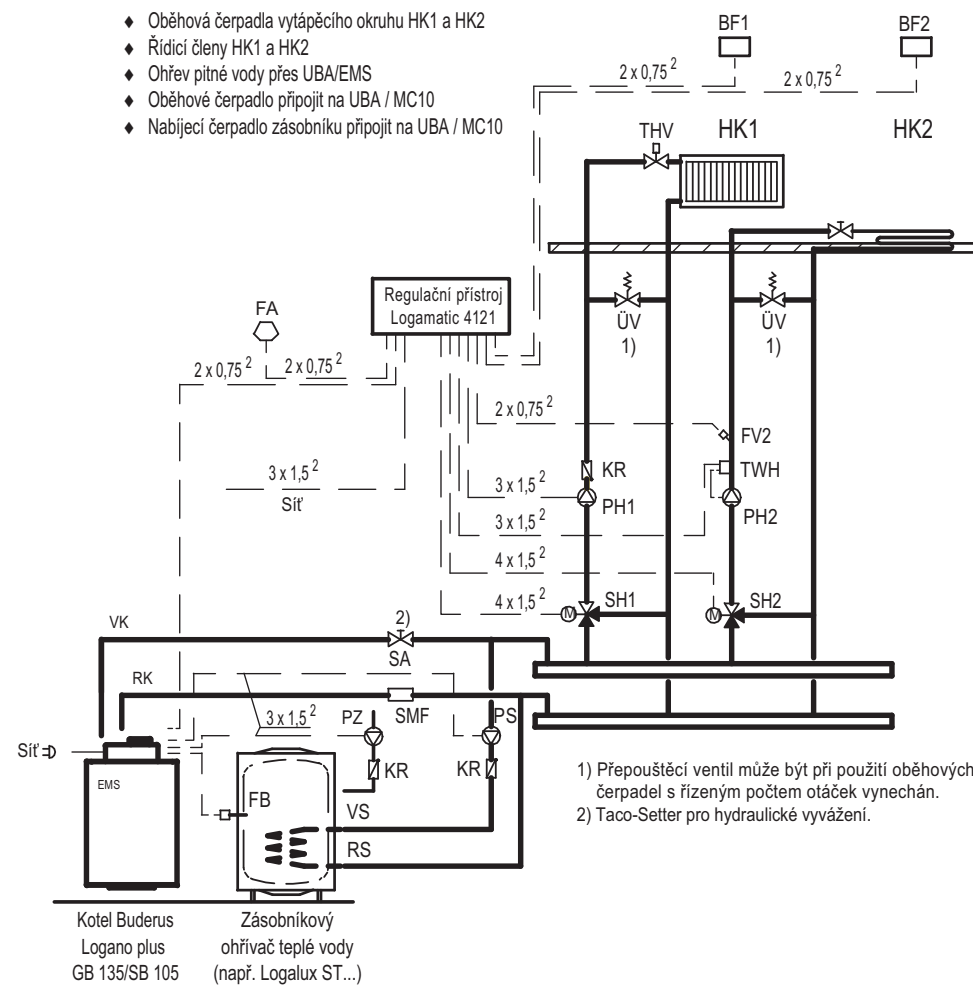 ♦ Oběhová čerpadla vytápěcího okruhu HK1 a HK2
♦ Řídicí členy HK1 a HK2
♦ Ohřev pitné vody přes UBA/EMS
♦ Oběhové čerpadlo připojit na UBA / MC10
♦ Nabíjecí čerpadlo zásobníku připojit na UBA / MC10
BF1
BF2
2 x 0,75 2
2 x 0,75 2
THV
HK1
HK2
Regulační přístroj
Logamatic 4121
FA
ÜV
1)
ÜV
1)
2 x 0,75 2
2 x 0,75 2
2 x 0,75 2
FV2
KR
TWH
3 x 1,5 2
Síť
3 x 1,5 2
PH1
PH2
3 x 1,5 2
4 x 1,5 2
4 x 1,5 2
M
SH1
M
SH2
VK
2)
SA
RK
3 x 1,5 2
PZ
SMF
PS
Síť
EMS
KR
KR
FB
VS
RS
1) Přepouštěcí ventil může být při použití oběhových
čerpadel s řízeným počtem otáček vynechán.
2) Taco-Setter pro hydraulické vyvážení.
Kotel Buderus
Logano plus
GB 135/SB 105
Zásobníkový
ohřívač teplé vody
(např. Logalux ST...)